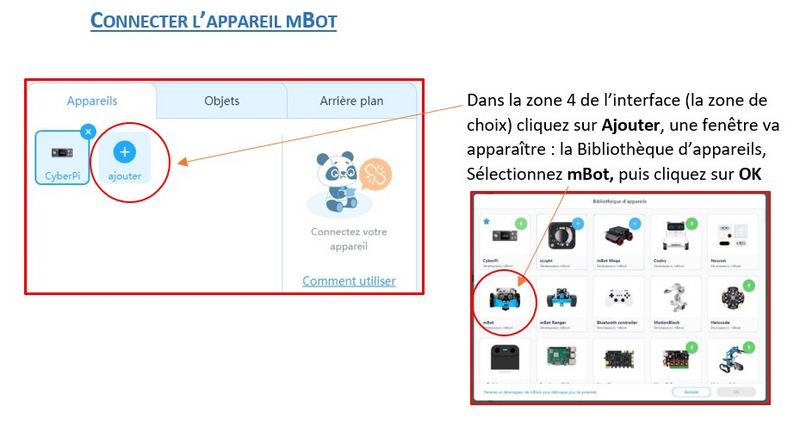 CONNECTER L’APPAREIL MBOT
Appareils
Objets
Arrière plan
CyberPi
ajouter
Connectez votre
appareil
Comment utiliser
Dans la zone 4 de l’interface (la zone de
choix) cliquez sur Ajouter, une fenêtre va
apparaître : la Bibliothèque d’appareils,
Sélectionnez mBot, puis cliquez sur OK
Bibliothèque d'appareils
CyberPi
mBot Mega
Codey
Neuron
mBot
mBot Ranger
Bluetooth controller
MotionBlock
Halocode
Annuler
OK